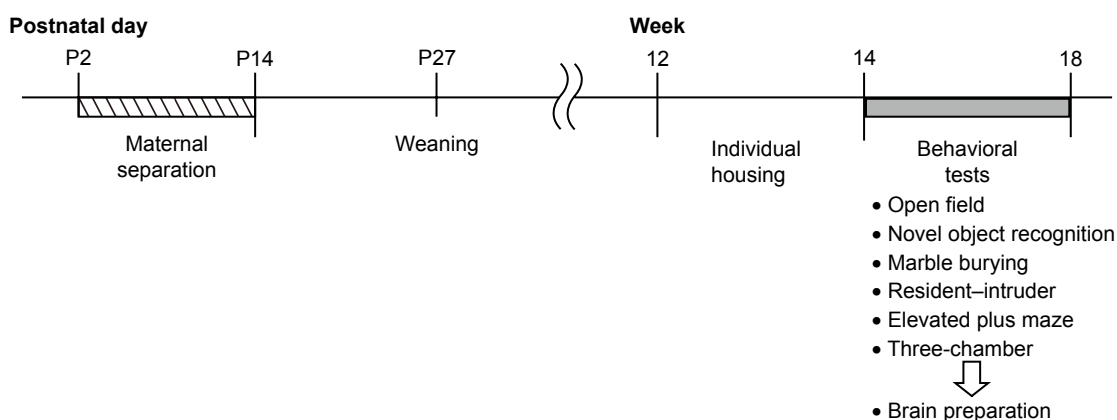 Postnatal day
Week
P2
P14
P27
12
14
18
Maternal
separation
Weaning
Individual
housing
Behavioral
tests
• Open field
• Novel object recognition
• Marble burying
• Resident–intruder
• Elevated plus maze
• Three-chamber
• Brain preparation